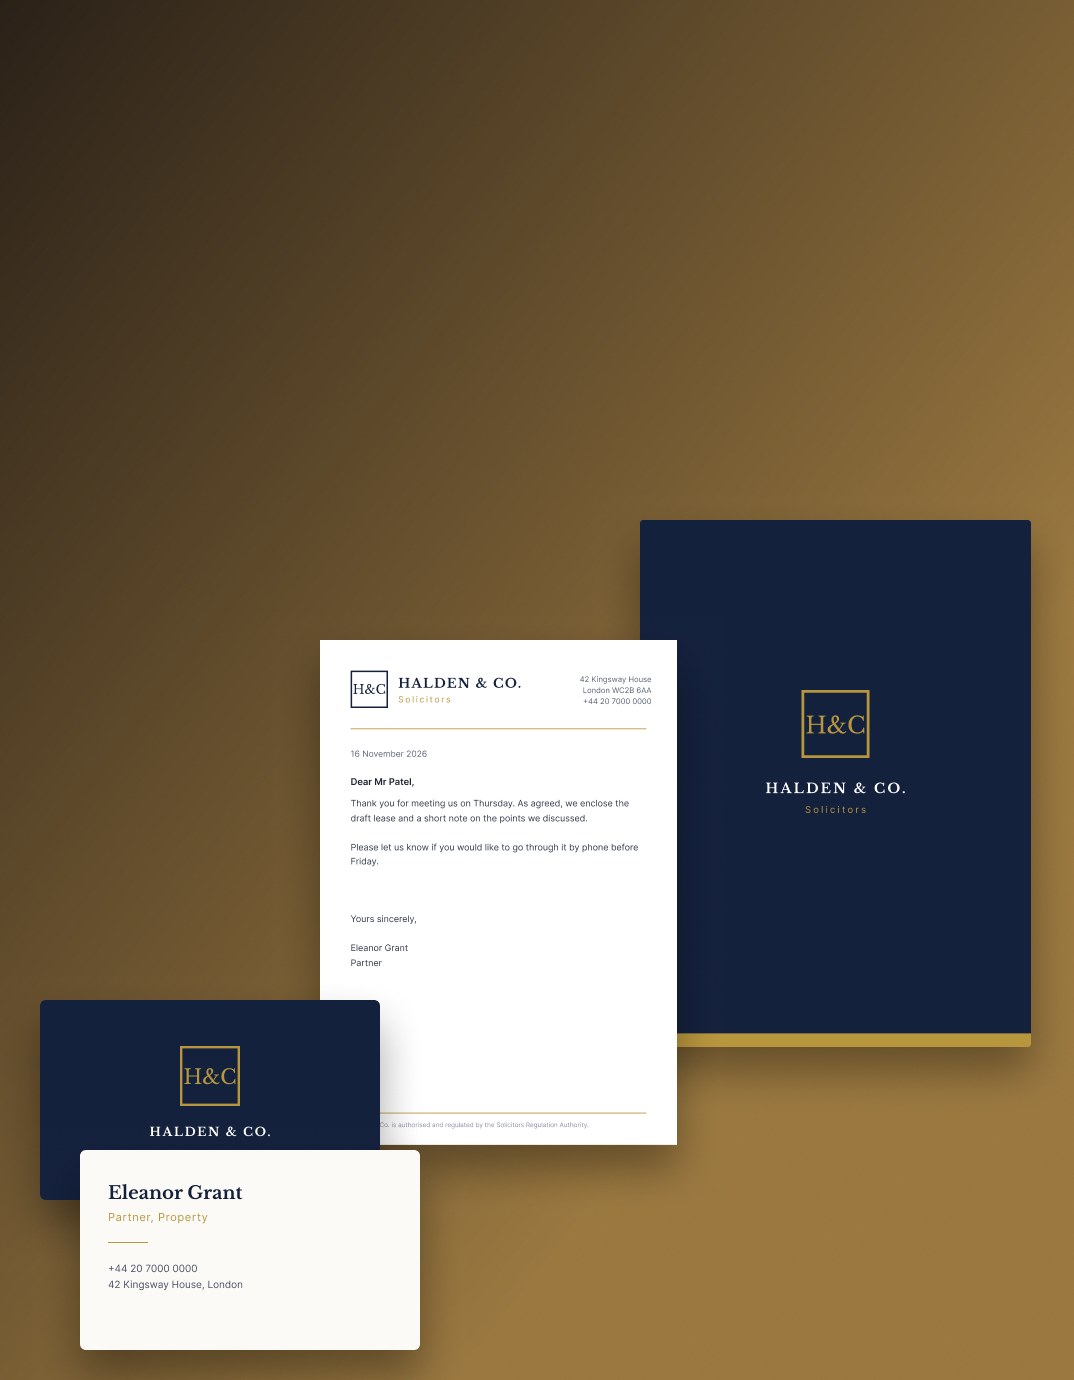 H&C
HALDEN & CO.
Solicitors
42 Kingsway House
London WC2B 6AA
+44 20 7000 0000
16 November 2026
Dear Mr Patel,
Thank you for meeting us on Thursday. As agreed, we enclose the
draft lease and a short note on the points we discussed.
Please let us know if you would like to go through it by phone before
Friday.
Yours sincerely,
Eleanor Grant
Partner
Co. is authorised and regulated by the Solicitors Regulation Authority.
H&C
HALDEN & CO.
Solicitors
H&C
HALDEN & CO.
Eleanor Grant
Partner, Property
+44 20 7000 0000
42 Kingsway House, London